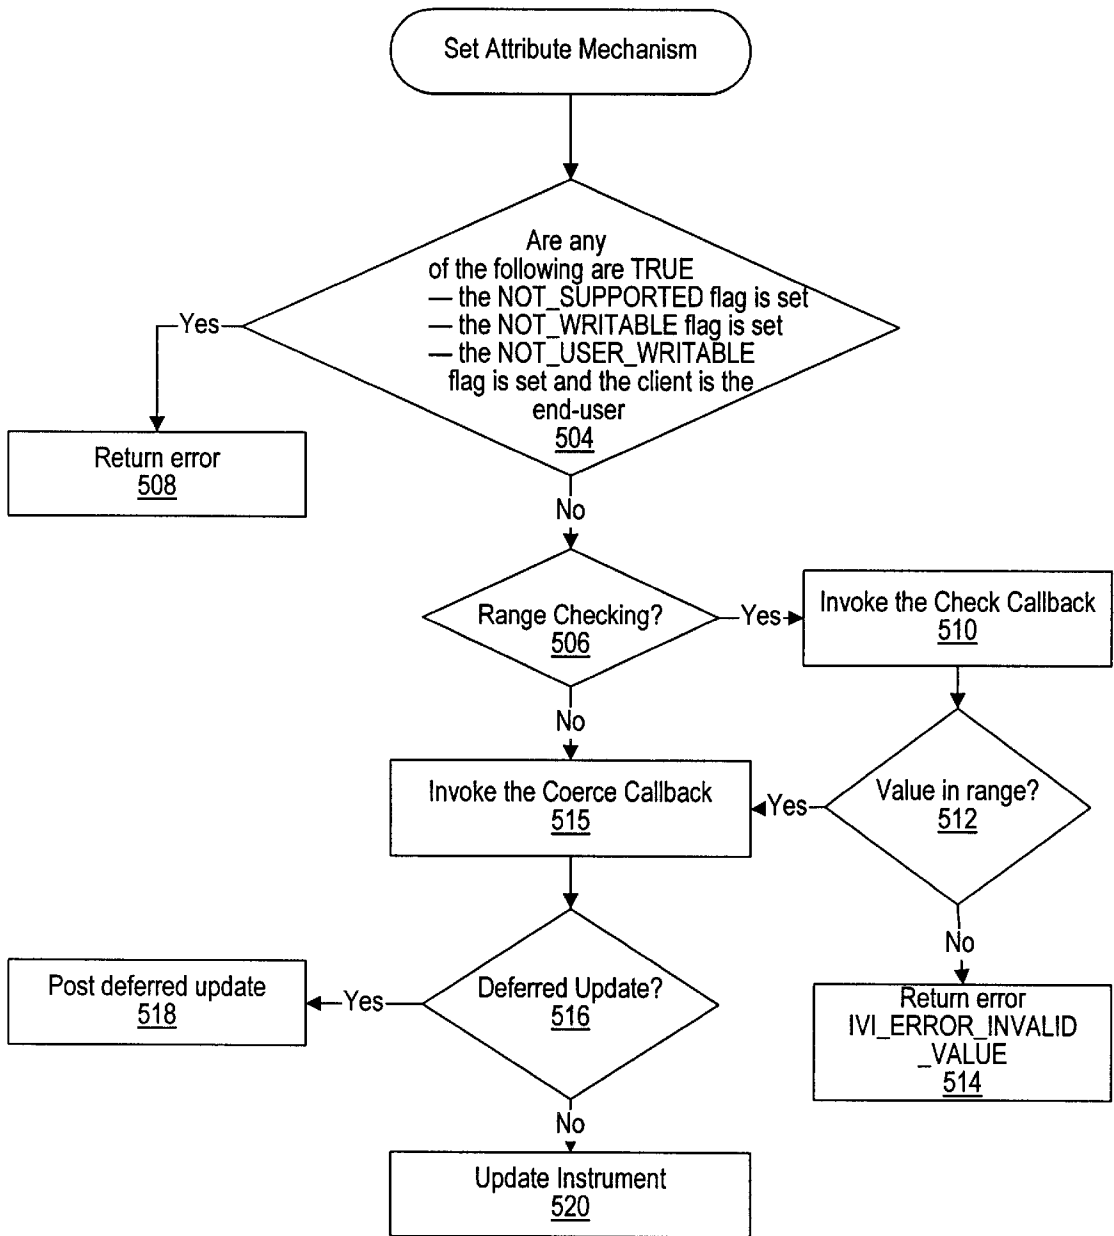 Set Attribute Mechanism
Are any
of the following are TRUE
— the NOT_SUPPORTED flag is set
— the NOT_WRITABLE flag is set
— the NOT_USER_WRITABLE
flag is set and the client is the
end-user
504
Yes
Return error
508
No
Range Checking?
506
Yes
Invoke the Check Callback
510
No
Invoke the Coerce Callback
515
Yes
Value in range?
512
No
Return error
IVI_ERROR_INVALID
_VALUE
514
Deferred Update?
516
Yes
Post deferred update
518
No
Update Instrument
520